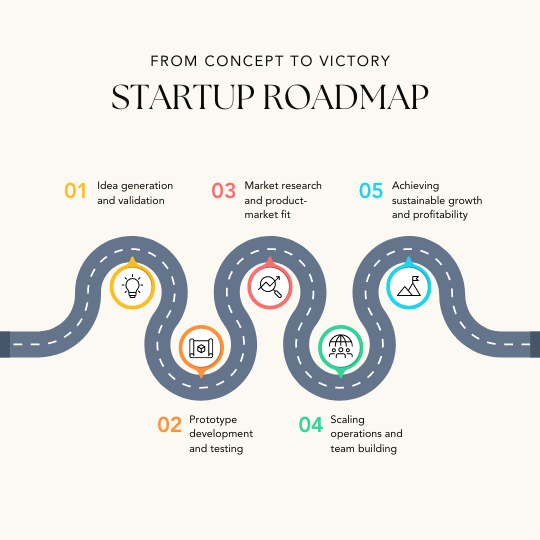 FROM CONCEPT TO VICTORY
STARTUP ROADMAP
01 Idea generation
and validation
03 Market research
and product-
market fit
05 Achieving
sustainable growth
and profitability
02 Prototype
development
and testing
04 Scaling
operations and
team building